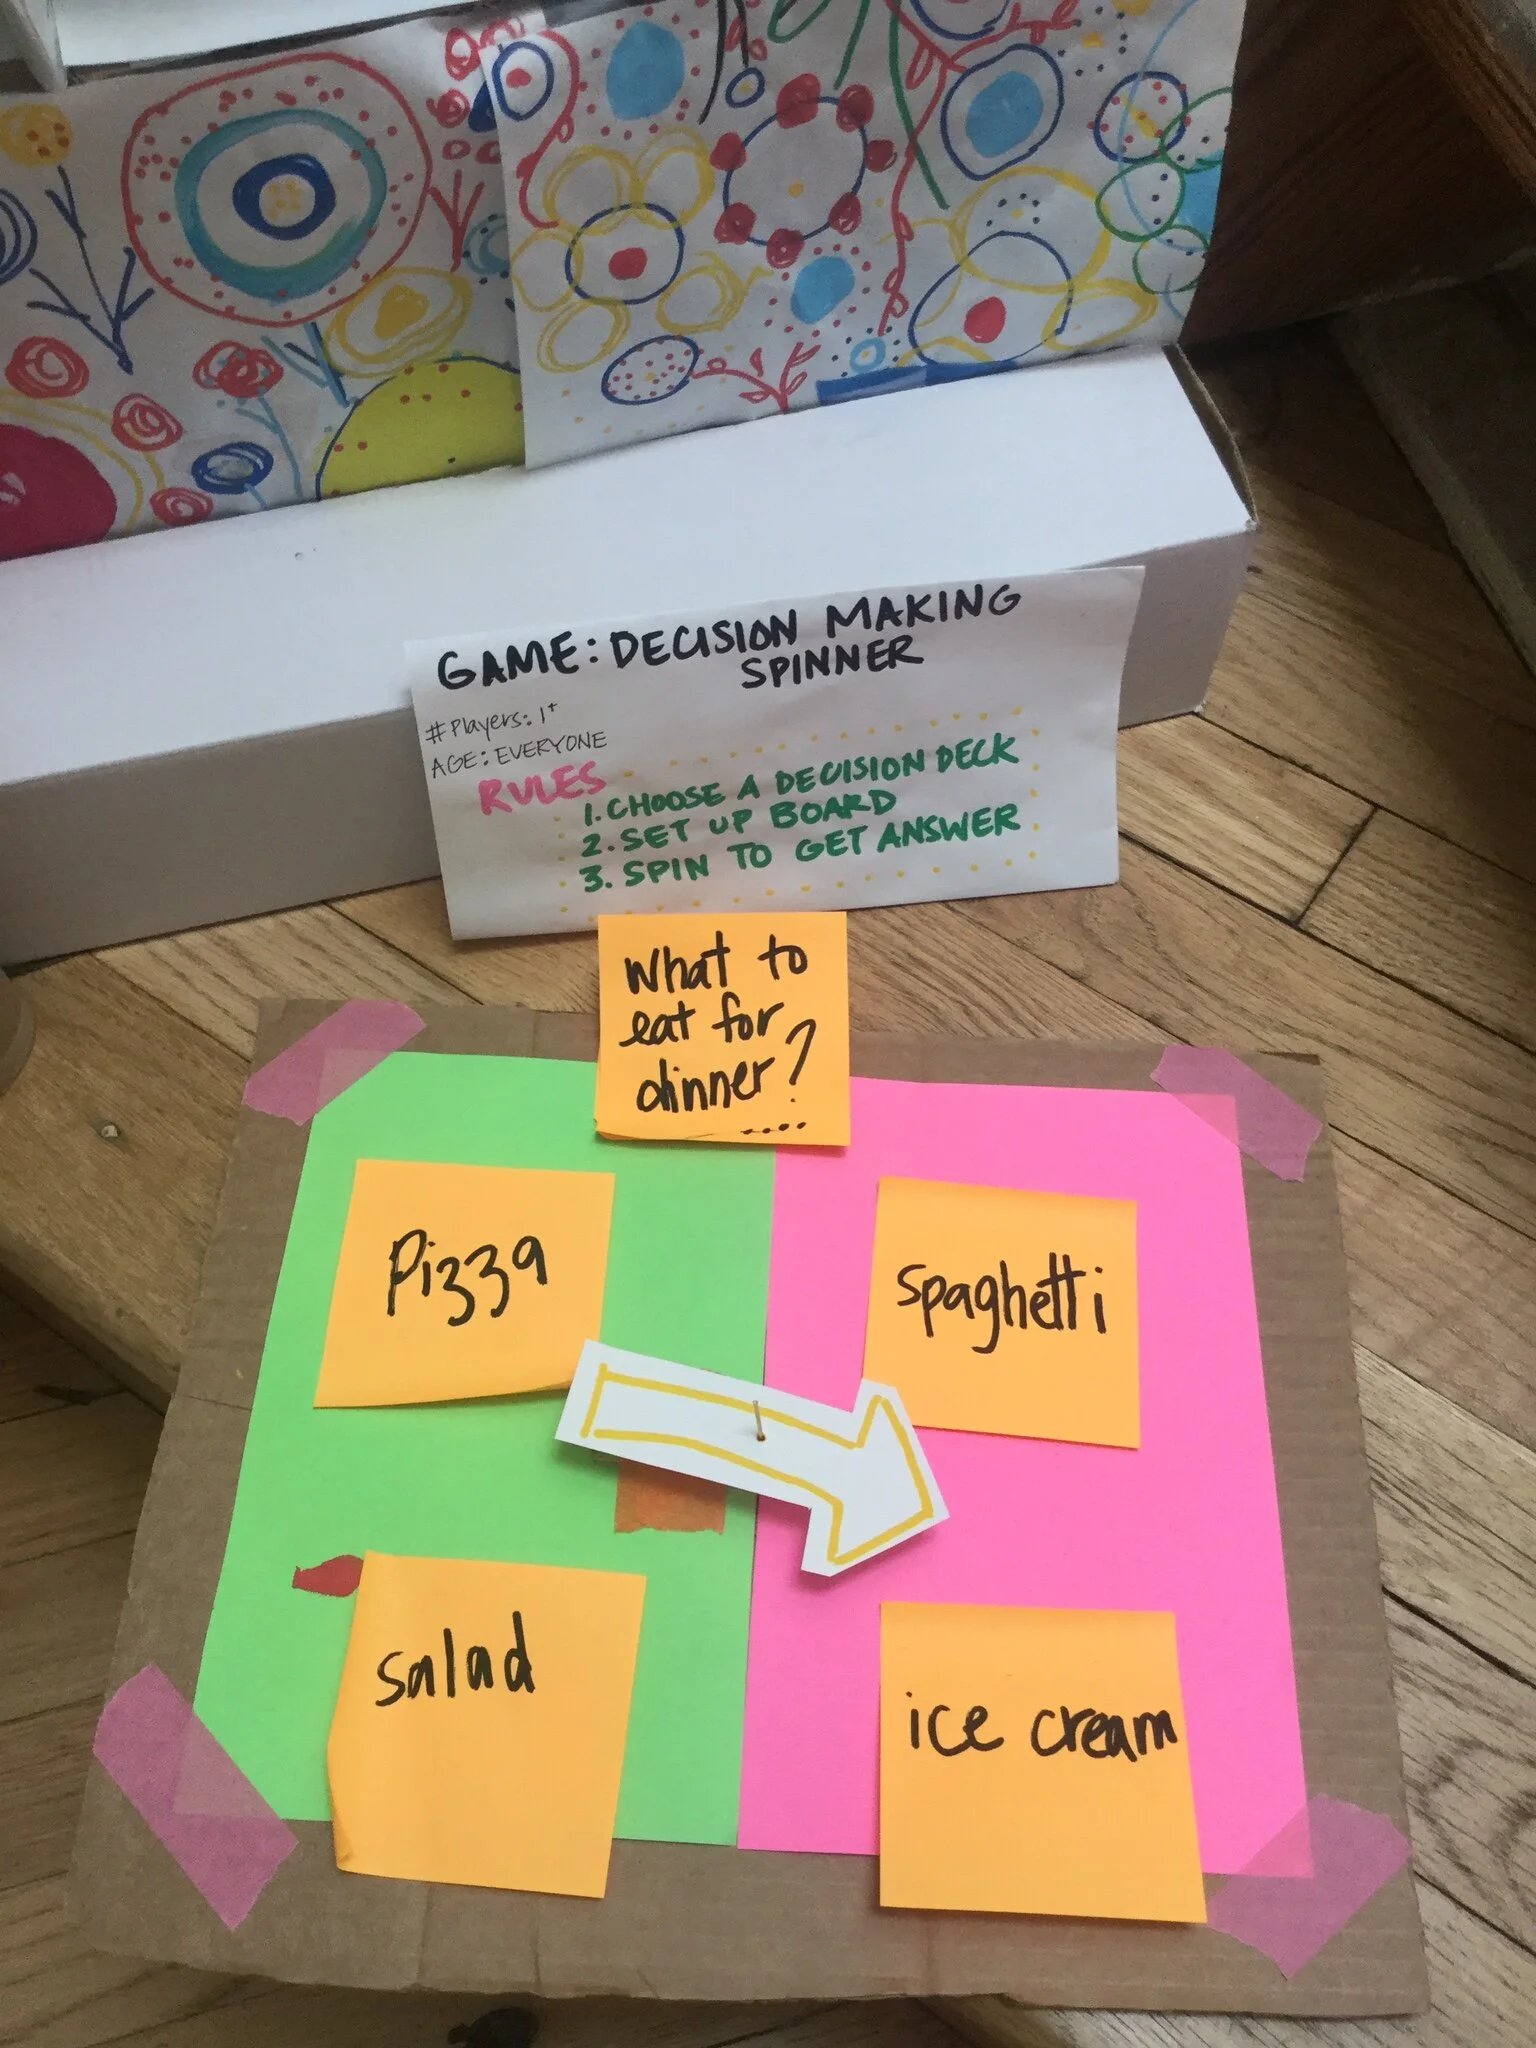 GAME: DECISION MAKING
SPINNER
# Players: 1+
AGE: EVERYONE
RULES
1. CHOOSE A DECISION DECK
2. SET UP BOARD
3. SPIN TO GET ANSWER
What to
eat for
dinner?
....
Pizza
spaghetti
salad
ice cream